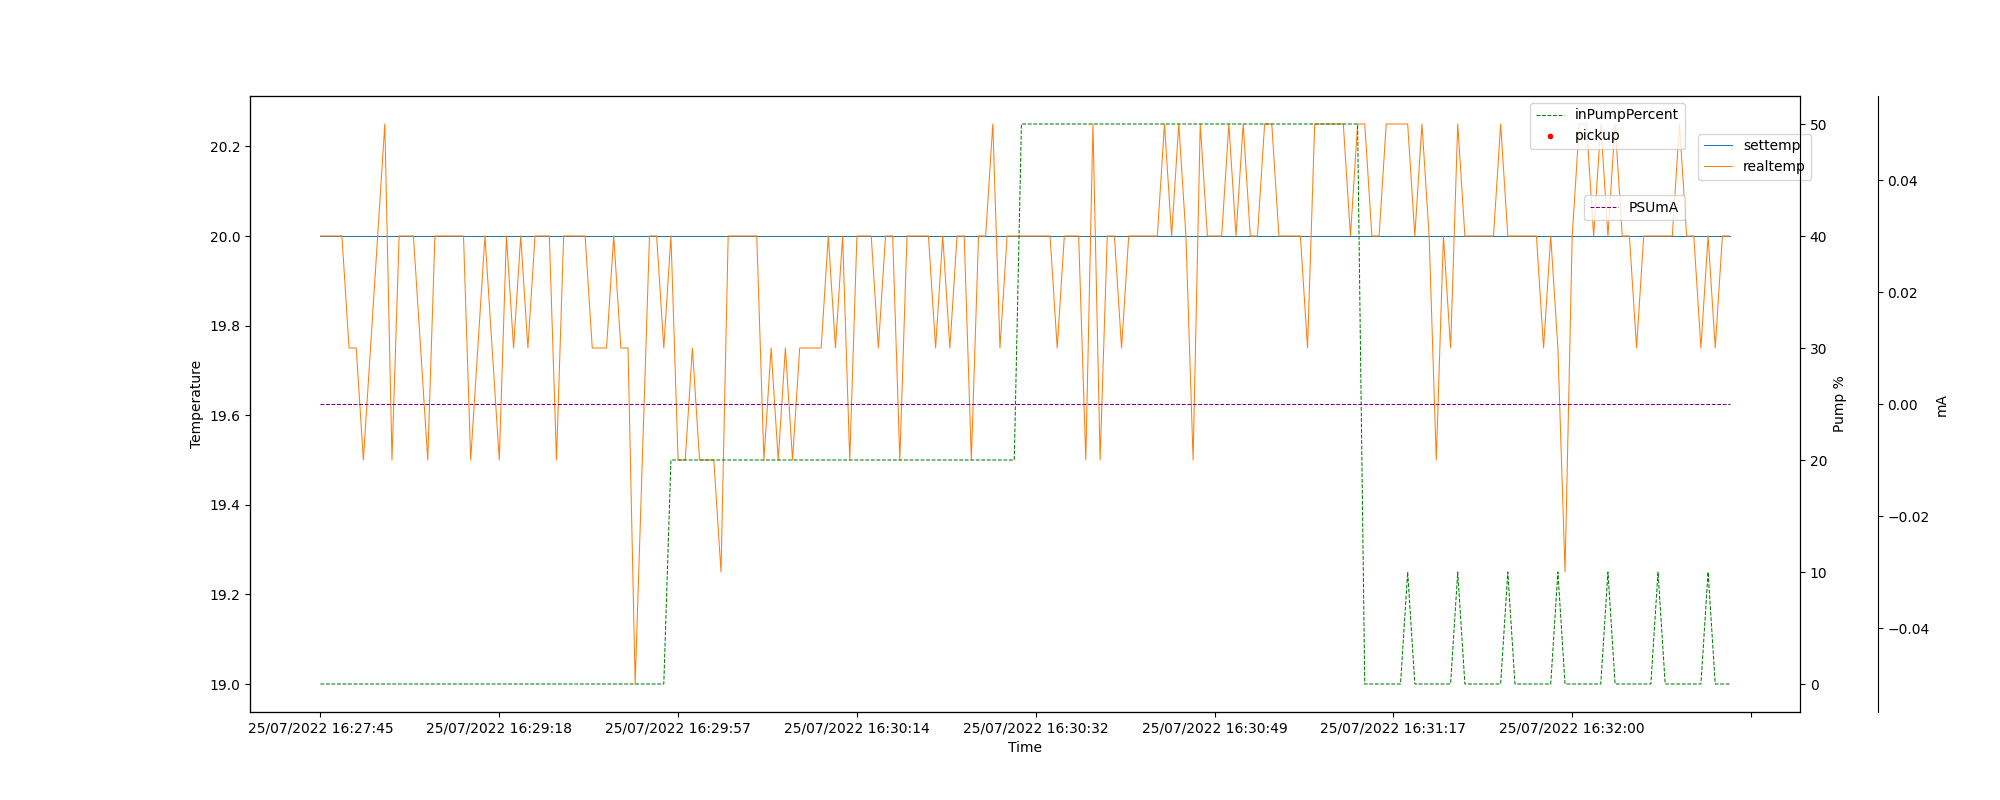 inPumpPercent
pickup
settemp
realtemp
PSUmA
20.2
20.0
19.8
19.6
19.4
19.2
19.0
Temperature
50
40
30
20
10
0
Pump %
0.04
0.02
0.00
−0.02
−0.04
mA
25/07/2022 16:27:45
25/07/2022 16:29:18
25/07/2022 16:29:57
25/07/2022 16:30:14
25/07/2022 16:30:32
25/07/2022 16:30:49
25/07/2022 16:31:17
25/07/2022 16:32:00
Time